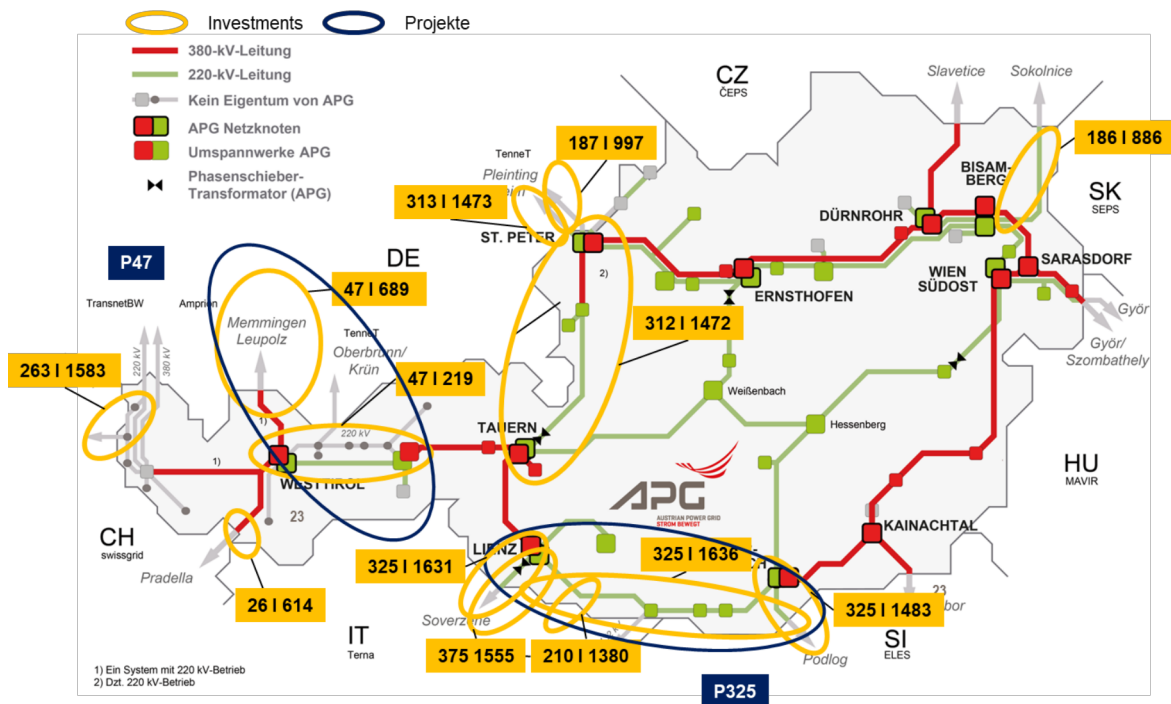 Investments
Projekte
380-kV-Leitung
220-kV-Leitung
Kein Eigentum von APG
APG Netzknoten
Umspannwerke APG
Phasenschieber-
Transformator (APG)
CZ
ČEPS
Slavetice
Sokolnice
187 I 997
186 I 886
TenneT
Pleinting
313 I 1473
BISAM-
BERG
SK
SEPS
DÜRNROHR
ST. PETER
2)
P47
DE
WIEN
SÜDOST
SARASDORF
ERNSTHOFEN
TransnetBW
Amprion
47 I 689
Memmingen
Leupolz
TenneT
Oberbrunn/
Krün
312 I 1472
Györ
Györ/
Szombathely
263 I 1583
220 kV
380 kV
47 I 219
Weißenbach
1)
220 kV
TAUERN
Hessenberg
1)
WESTTIROL
HU
MAVIR
APG
AUSTRIAN POWER GRID
STROM BEWEGT
23
CH
swissgrid
KAINACHTAL
LIENZ
325 I 1636
CH
325 I 1631
Pradella
26 I 614
23
bor
325 I 1483
Soverzene
IT
Terna
SI
ELES
375 1555
210 I 1380
Podlog
1) Ein System mit 220 kV-Betrieb
2) Dzt. 220 kV-Betrieb
P325